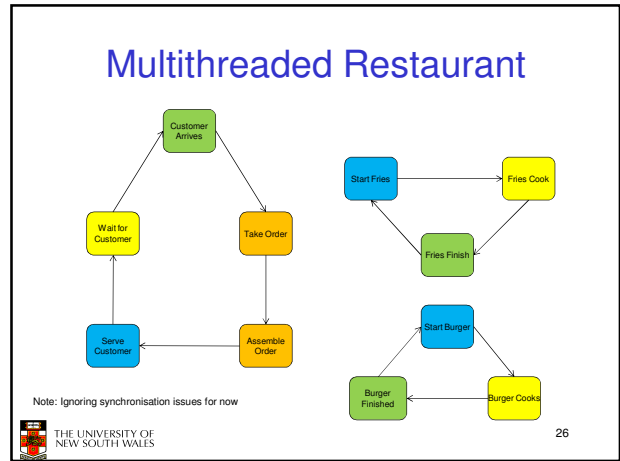 Multithreaded Restaurant
Customer
Arrives
Wait for
Customer
Take Order
Serve
Customer
Assemble
Order
Start Fries
Fries Cook
Fries Finish
Start Burger
Burger
Finished
Burger Cooks
Note: Ignoring synchronisation issues for now
THE UNIVERSITY OF
NEW SOUTH WALES
26